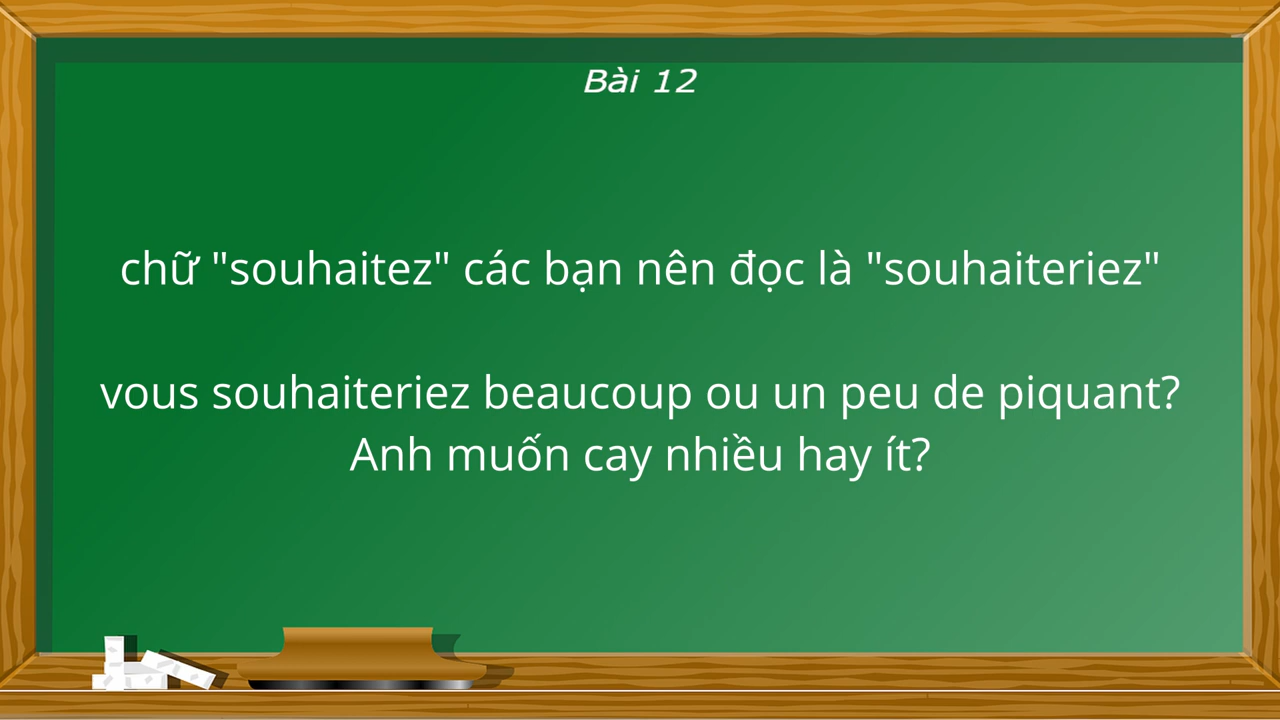 Bài 12
chữ "souhaitez" các bạn nên đọc là "souhaiteriez"
vous souhaiteriez beaucoup ou un peu de piquant?
Anh muốn cay nhiều hay ít?